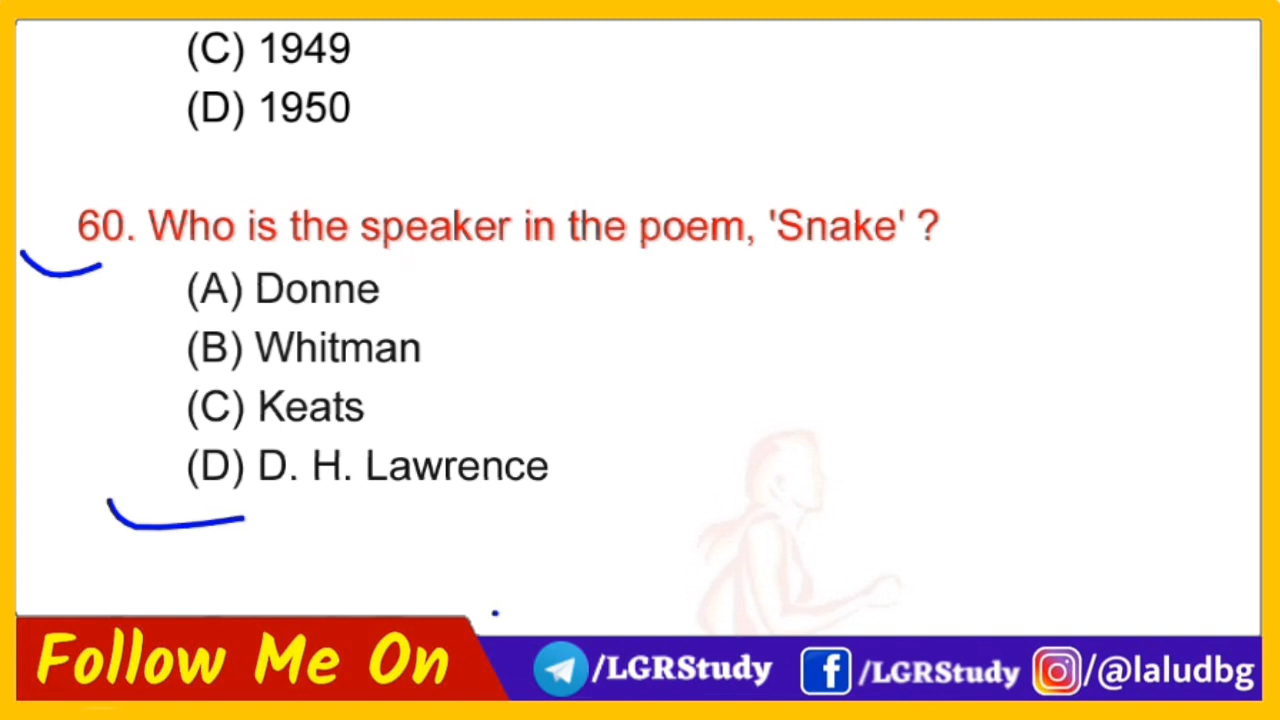 (C) 1949
(D) 1950
60. Who is the speaker in the poem, 'Snake' ?
(A) Donne
(B) Whitman
(C) Keats
(D) D. H. Lawrence
Follow Me On /LGRStudy /LGRStudy /@laludbg